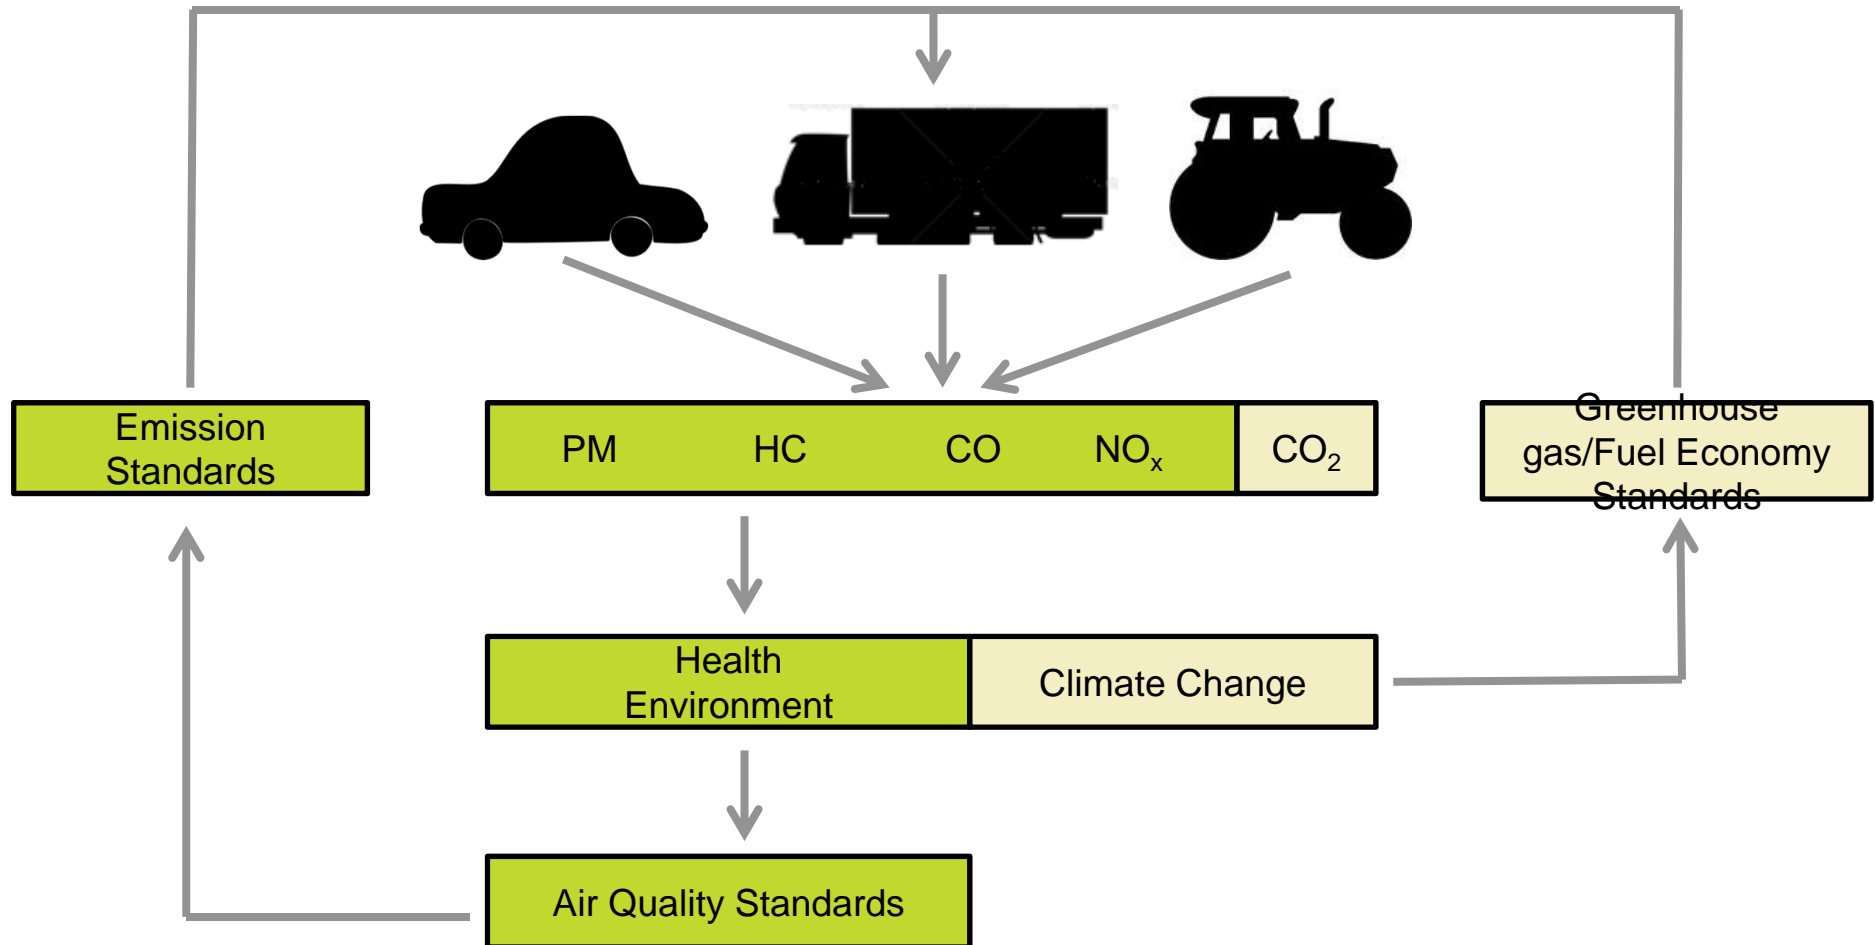 Emission
Standards
PM HC CO NOₓ CO₂
Greenhouse
gas/Fuel Economy
Standards
Health
Environment
Climate Change
Air Quality Standards